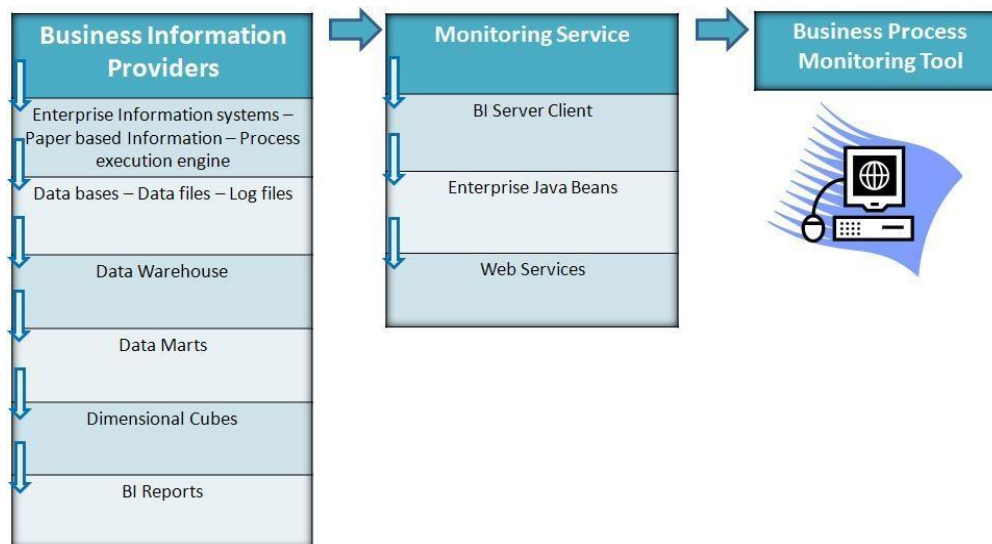 Business Information
Providers
Enterprise Information systems –
Paper based Information – Process
execution engine
Data bases – Data files – Log files
Data Warehouse
Data Marts
Dimensional Cubes
BI Reports
Monitoring Service
BI Server Client
Enterprise Java Beans
Web Services
Business Process
Monitoring Tool